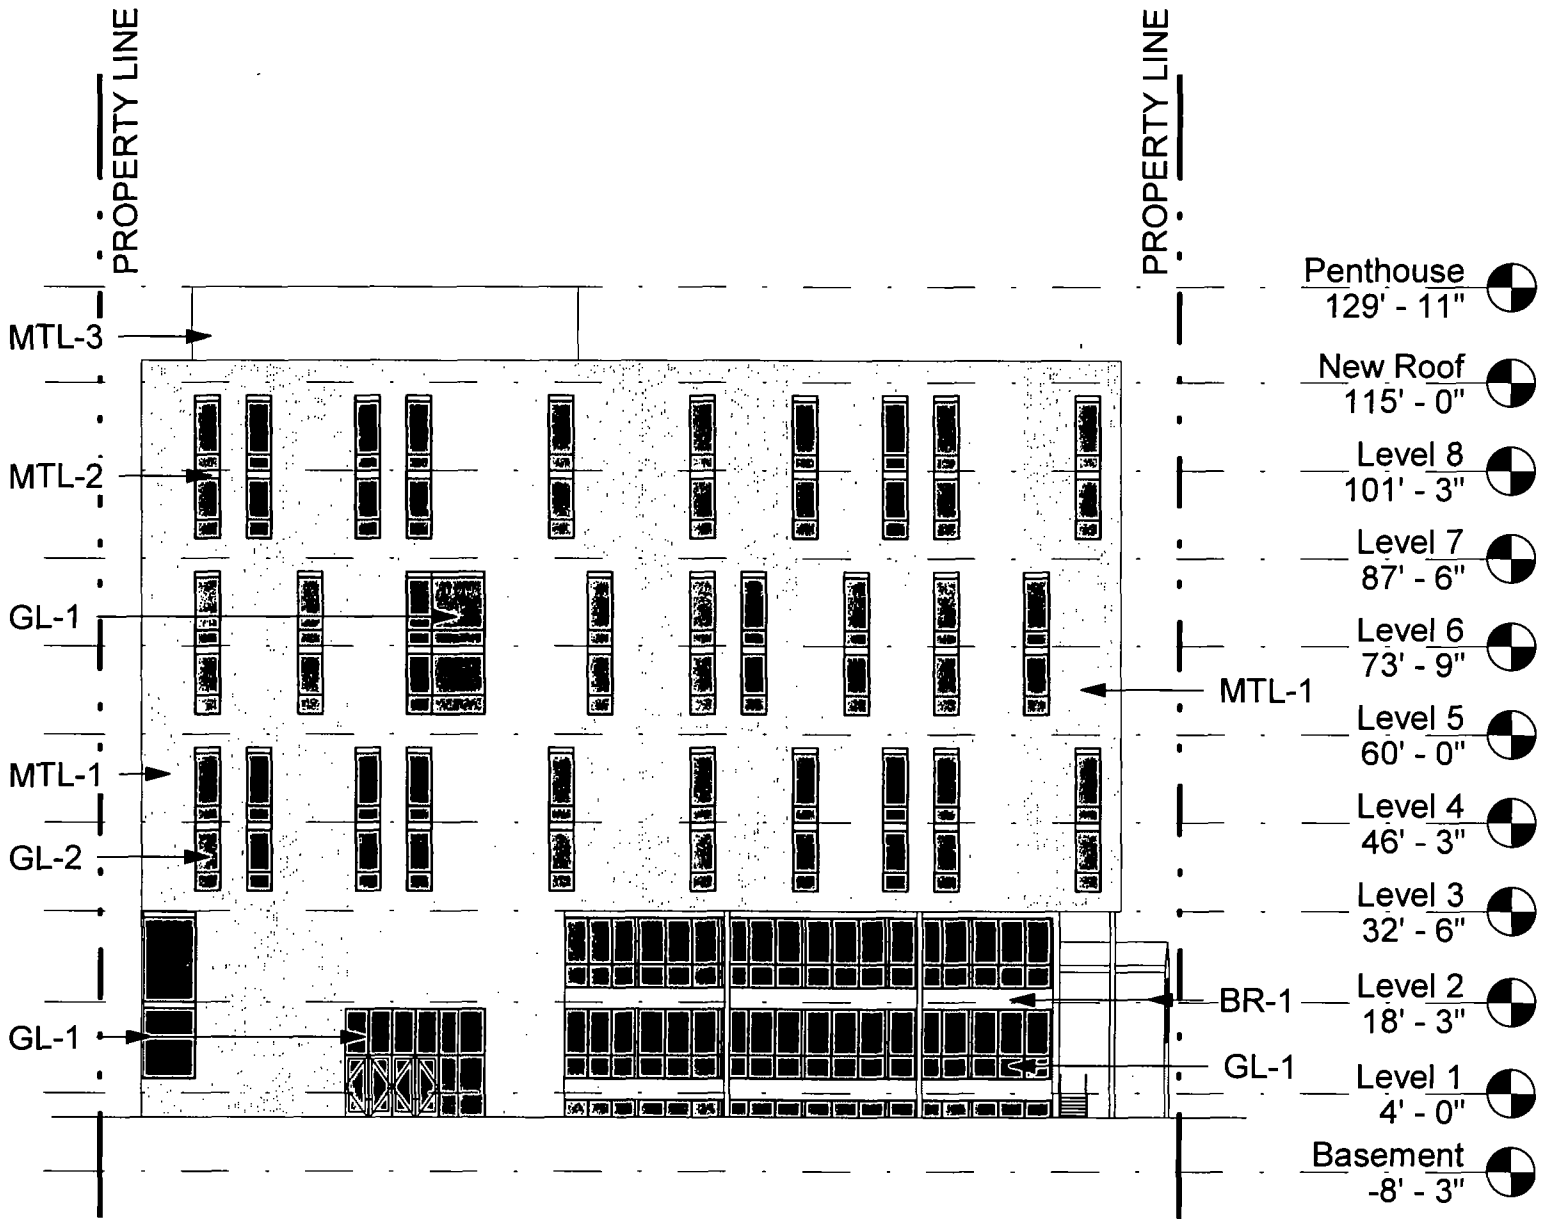 PROPERTY LINE
PROPERTY LINE
Penthouse
129' - 11"
MTL-3
New Roof
115' - 0"
Level 8
101' - 3"
MTL-2
Level 7
87' - 6"
GL-1
Level 6
73' - 9"
MTL-1
Level 5
60' - 0"
MTL-1
Level 4
46' - 3"
GL-2
Level 3
32' - 6"
Level 2
18' - 3"
BR-1
GL-1
GL-1
Level 1
4' - 0"
Basement
-8' - 3"